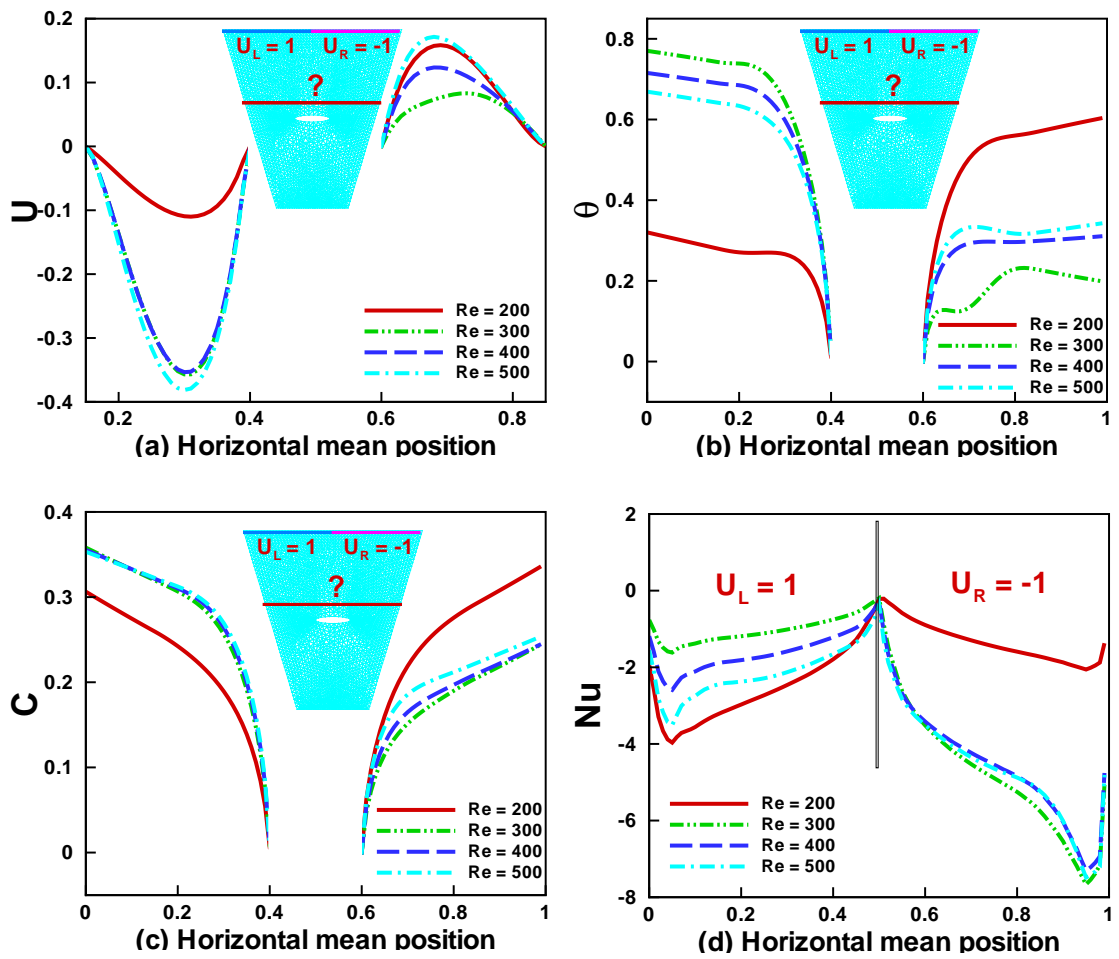 0.2
0.1
0
-0.1
-0.2
-0.3
-0.4
U
U_L = 1 U_R = -1
?
Re = 200
Re = 300
Re = 400
Re = 500
0.2 0.4 0.6 0.8
(a) Horizontal mean position
0.8
0.6
0.4
0.2
0
θ
U_L = 1 U_R = -1
?
Re = 200
Re = 300
Re = 400
Re = 500
0 0.2 0.4 0.6 0.8 1
(b) Horizontal mean position
0.4
0.3
0.2
0.1
0
C
U_L = 1 U_R = -1
?
Re = 200
Re = 300
Re = 400
Re = 500
0 0.2 0.4 0.6 0.8 1
(c) Horizontal mean position
2
0
-2
-4
-6
-8
Nu
U_L = 1 U_R = -1
Re = 200
Re = 300
Re = 400
Re = 500
0 0.2 0.4 0.6 0.8 1
(d) Horizontal mean position